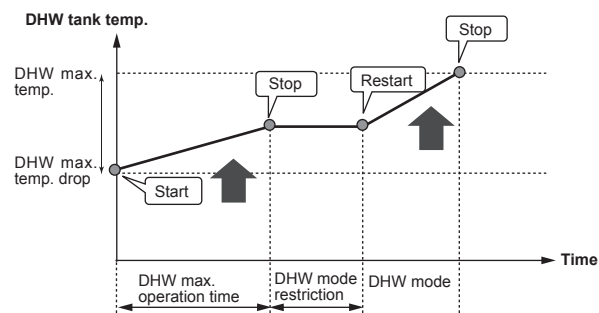 DHW tank temp.
Stop
DHW max.
temp.
Stop
Restart
DHW max.
temp. drop
Start
Time
DHW max.
operation time
DHW mode
restriction
DHW mode